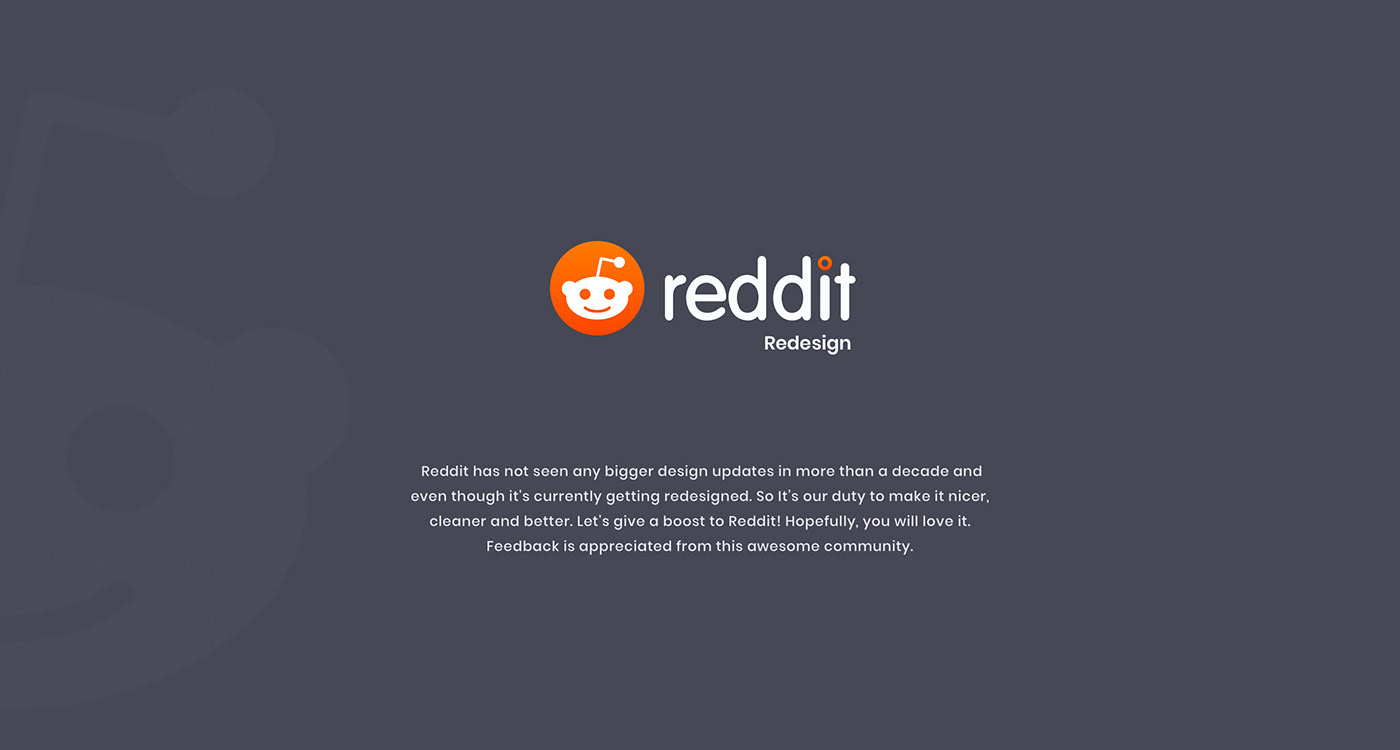 reddit
Redesign
Reddit has not seen any bigger design updates in more than a decade and
even though it's currently getting redesigned. So It's our duty to make it nicer,
cleaner and better. Let's give a boost to Reddit! Hopefully, you will love it.
Feedback is appreciated from this awesome community.